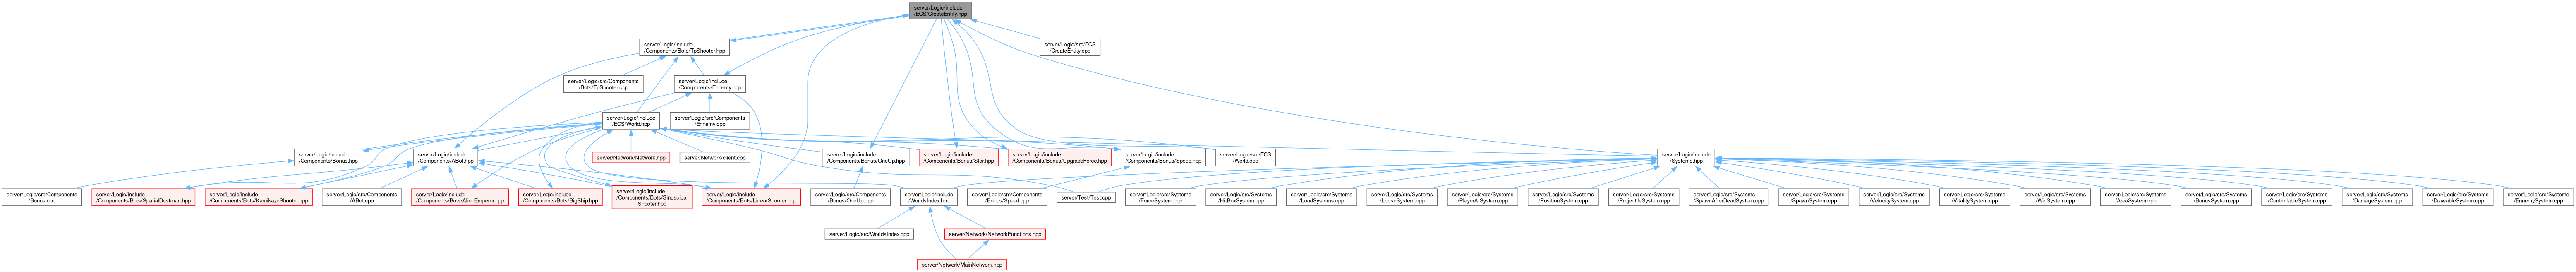 server/Logic/include
/ECS/CreateEntity.hpp
server/Logic/include
/Components/Bots/TpShooter.hpp
server/Logic/src/ECS
/CreateEntity.cpp
server/Logic/src/Components
/Bots/TpShooter.cpp
server/Logic/include
/Components/Ennemy.hpp
server/Logic/include
/ECS/World.hpp
server/Logic/src/Components
/Ennemy.cpp
server/Logic/include
/Components/Bonus.hpp
server/Logic/include
/Components/ABot.hpp
server/Network/Network.hpp
server/Network/client.cpp
server/Logic/include
/Components/Bonus/OneUp.hpp
server/Logic/include
/Components/Bonus/Star.hpp
server/Logic/include
/Components/Bonus/UpgradeForce.hpp
server/Logic/include
/Components/Bonus/Speed.hpp
server/Logic/src/ECS
/World.cpp
server/Logic/include
/Systems.hpp
server/Logic/src/Components
/Bonus.cpp
server/Logic/include
/Components/Bots/SpatialDustman.hpp
server/Logic/include
/Components/Bots/KamikazeShooter.hpp
server/Logic/src/Components
/ABot.cpp
server/Logic/include
/Components/Bots/AlienEmperor.hpp
server/Logic/include
/Components/Bots/BigShip.hpp
server/Logic/include
/Components/Bots/Sinusoidal
Shooter.hpp
server/Logic/include
/Components/Bots/LinearShooter.hpp
server/Logic/src/Components
/Bonus/OneUp.cpp
server/Logic/include
/WorldsIndex.hpp
server/Logic/src/Components
/Bonus/Speed.cpp
server/Test/Test.cpp
server/Logic/src/Systems
/ForceSystem.cpp
server/Logic/src/Systems
/HitBoxSystem.cpp
server/Logic/src/Systems
/LoadSystems.cpp
server/Logic/src/Systems
/LooseSystem.cpp
server/Logic/src/Systems
/PlayerAISystem.cpp
server/Logic/src/Systems
/PositionSystem.cpp
server/Logic/src/Systems
/ProjectileSystem.cpp
server/Logic/src/Systems
/SpawnAfterDeadSystem.cpp
server/Logic/src/Systems
/SpawnSystem.cpp
server/Logic/src/Systems
/VelocitySystem.cpp
server/Logic/src/Systems
/VitalitySystem.cpp
server/Logic/src/Systems
/WinSystem.cpp
server/Logic/src/Systems
/AreaSystem.cpp
server/Logic/src/Systems
/BonusSystem.cpp
server/Logic/src/Systems
/ControllableSystem.cpp
server/Logic/src/Systems
/DamageSystem.cpp
server/Logic/src/Systems
/DrawableSystem.cpp
server/Logic/src/Systems
/EnnemySystem.cpp
server/Logic/src/WorldsIndex.cpp
server/Network/NetworkFunctions.hpp
server/Network/MainNetwork.hpp